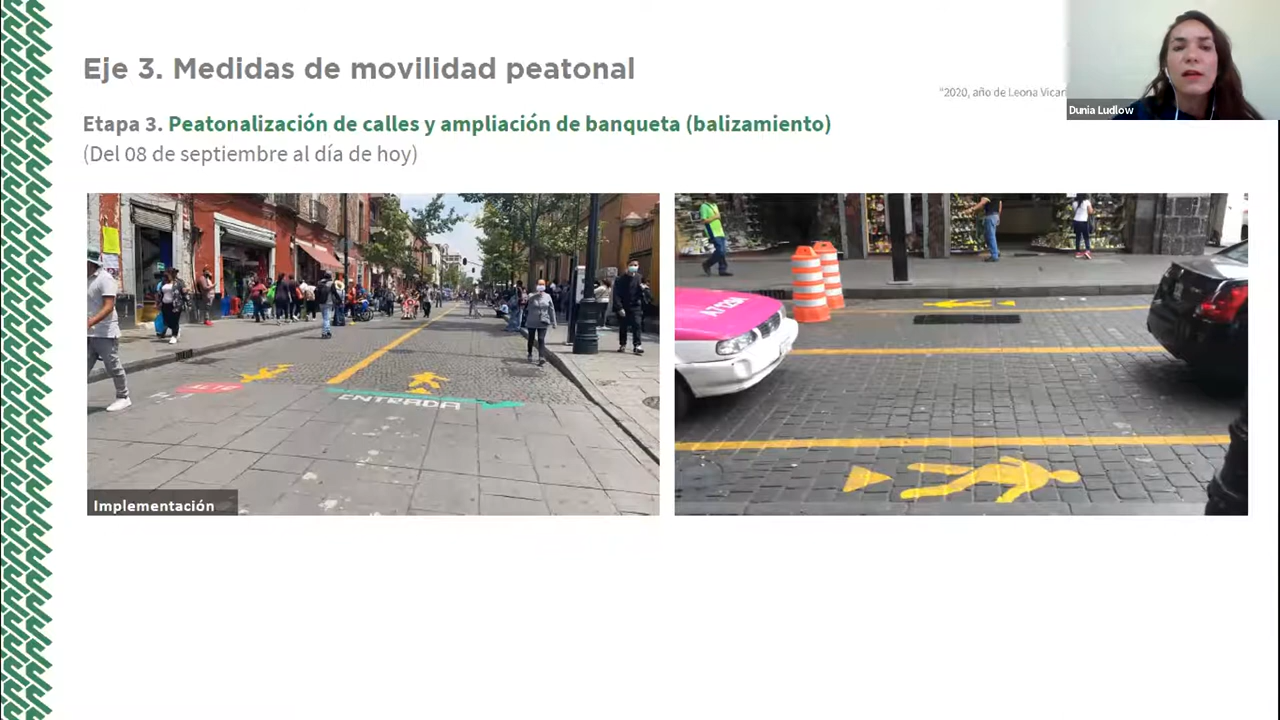 Eje 3. Medidas de movilidad peatonal
"2020, año de Leona Vicar
Dunia Ludlow
Etapa 3. Peatonalización de calles y ampliación de banqueta (balizamiento)
(Del 08 de septiembre al día de hoy)
ALTO
ENTRADA
Implementación